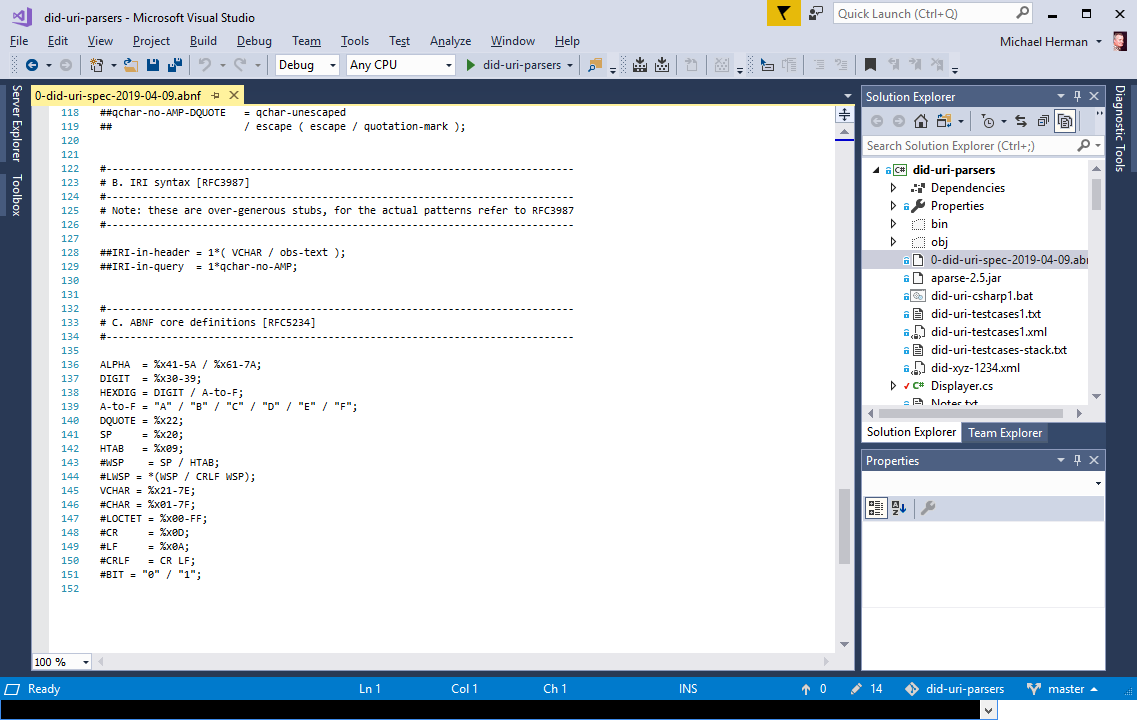 did-uri-parsers - Microsoft Visual Studio
Quick Launch (Ctrl+Q)
File Edit View Project Build Debug Team Tools Test Analyze Window Help
Michael Herman
Debug Any CPU did-uri-parsers
Server Explorer
Toolbox
0-did-uri-spec-2019-04-09.abnf
118 ##qchar-no-AMP-DQUOTE   = qchar-unescaped
119 ##                      / escape ( escape / quotation-mark );
120
121
122 #------------------------------------------------------------------------------
123 # B. IRI syntax [RFC3987]
124 #------------------------------------------------------------------------------
125 # Note: these are over-generous stubs, for the actual patterns refer to RFC3987
126 #------------------------------------------------------------------------------
127
128 ##IRI-in-header = 1*( VCHAR / obs-text );
129 ##IRI-in-query  = 1*qchar-no-AMP;
130
131
132 #------------------------------------------------------------------------------
133 # C. ABNF core definitions [RFC5234]
134 #------------------------------------------------------------------------------
135
136 ALPHA  = %x41-5A / %x61-7A;
137 DIGIT  = %x30-39;
138 HEXDIG = DIGIT / A-to-F;
139 A-to-F = "A" / "B" / "C" / "D" / "E" / "F";
140 DQUOTE = %x22;
141 SP     = %x20;
142 HTAB   = %x09;
143 #WSP    = SP / HTAB;
144 #LWSP = *(WSP / CRLF WSP);
145 VCHAR = %x21-7E;
146 #CHAR = %x01-7F;
147 #LOCTET = %x00-FF;
148 #CR     = %x0D;
149 #LF     = %x0A;
150 #CRLF   = CR LF;
151 #BIT = "0" / "1";
152
100 %
Solution Explorer
Search Solution Explorer (Ctrl+;)
C# did-uri-parsers
Dependencies
Properties
bin
obj
0-did-uri-spec-2019-04-09.abn
aparse-2.5.jar
did-uri-csharp1.bat
did-uri-testcases1.txt
did-uri-testcases1.xml
did-uri-testcases-stack.txt
did-xyz-1234.xml
C# Displayer.cs
Notes.txt
Solution Explorer Team Explorer
Properties
Diagnostic Tools
Ready Ln 1 Col 1 Ch 1 INS 0 14 did-uri-parsers master